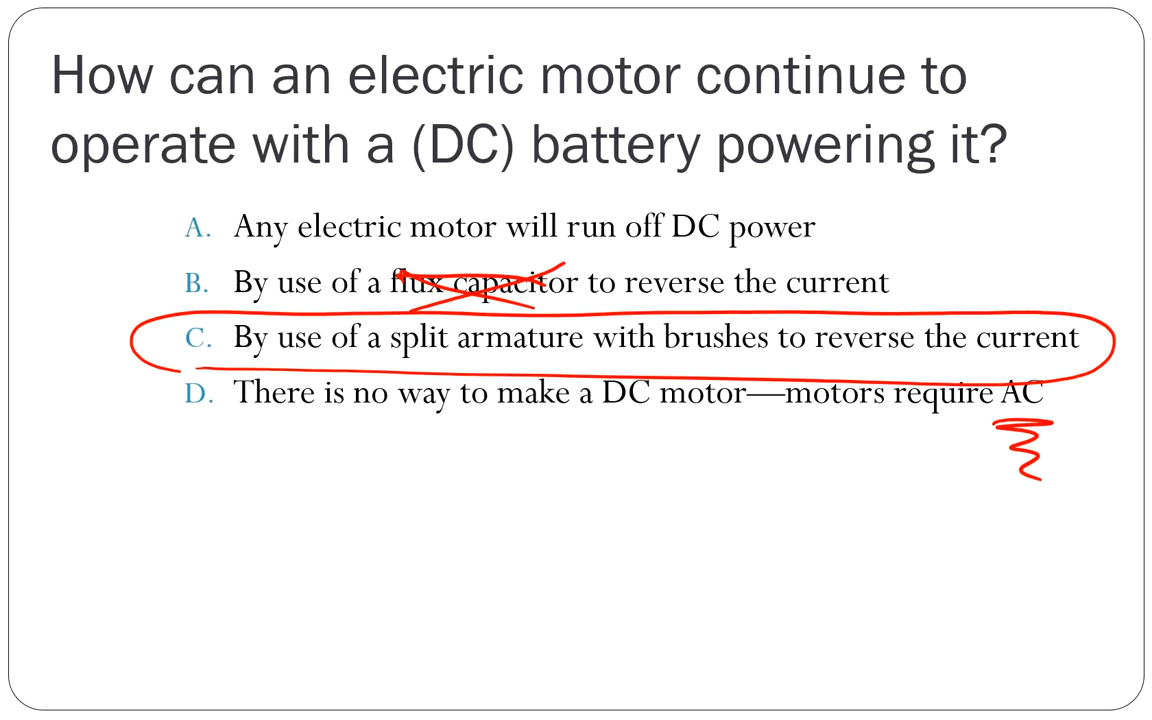 How can an electric motor continue to
operate with a (DC) battery powering it?
A. Any electric motor will run off DC power
B. By use of a flux capacitor to reverse the current
C. By use of a split armature with brushes to reverse the current
D. There is no way to make a DC motor—motors require AC